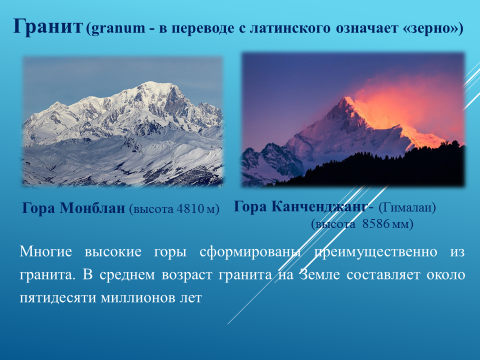 Гранит (granum - в переводе с латинского означает «зерно»)
Гора Монблан (высота 4810 м)
Гора Канченджанг- (Гималаи)
(высота 8586 мм)
Многие высокие горы сформированы преимущественно из
гранита. В среднем возраст гранита на Земле составляет около
пятидесяти миллионов лет